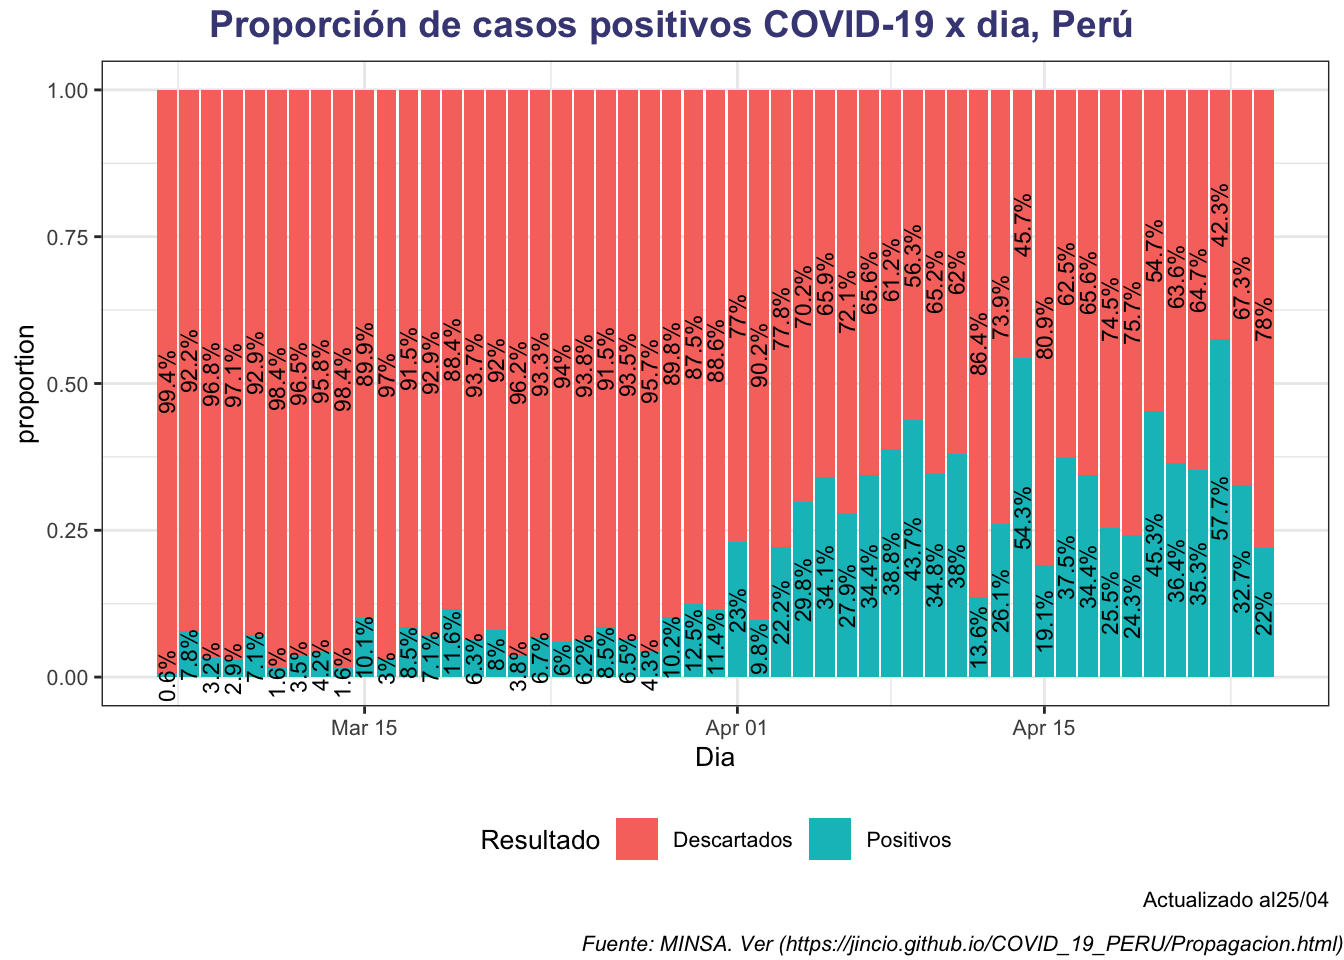 Proporción de casos positivos COVID-19 x dia, Perú
proportion
1.00
0.75
0.50
0.25
0.00
99.4% 92.2% 96.8% 97.1% 92.9% 98.4% 96.5% 95.8% 98.4% 89.9% 97% 91.5% 92.9% 88.4% 93.7% 92% 96.2% 93.3% 94% 93.8% 91.5% 93.5% 95.7% 89.8% 87.5% 88.6% 77% 90.2% 77.8% 70.2% 65.9% 72.1% 65.6% 61.2% 56.3% 65.2% 62% 86.4% 73.9% 45.7% 80.9% 62.5% 65.6% 74.5% 75.7% 54.7% 63.6% 64.7% 42.3% 67.3% 78%
0.6% 7.8% 3.2% 2.9% 7.1% 1.6% 3.5% 4.2% 1.6% 10.1% 3% 8.5% 7.1% 11.6% 6.3% 8% 3.8% 6.7% 6% 6.2% 8.5% 6.5% 4.3% 10.2% 12.5% 11.4% 23% 9.8% 22.2% 29.8% 34.1% 27.9% 34.4% 38.8% 43.7% 34.8% 38% 13.6% 26.1% 54.3% 19.1% 37.5% 34.4% 25.5% 24.3% 45.3% 36.4% 35.3% 57.7% 32.7% 22%
Mar 15 Apr 01 Apr 15
Dia
Resultado Descartados Positivos
Actualizado al25/04
Fuente: MINSA. Ver (https://jincio.github.io/COVID_19_PERU/Propagacion.html)